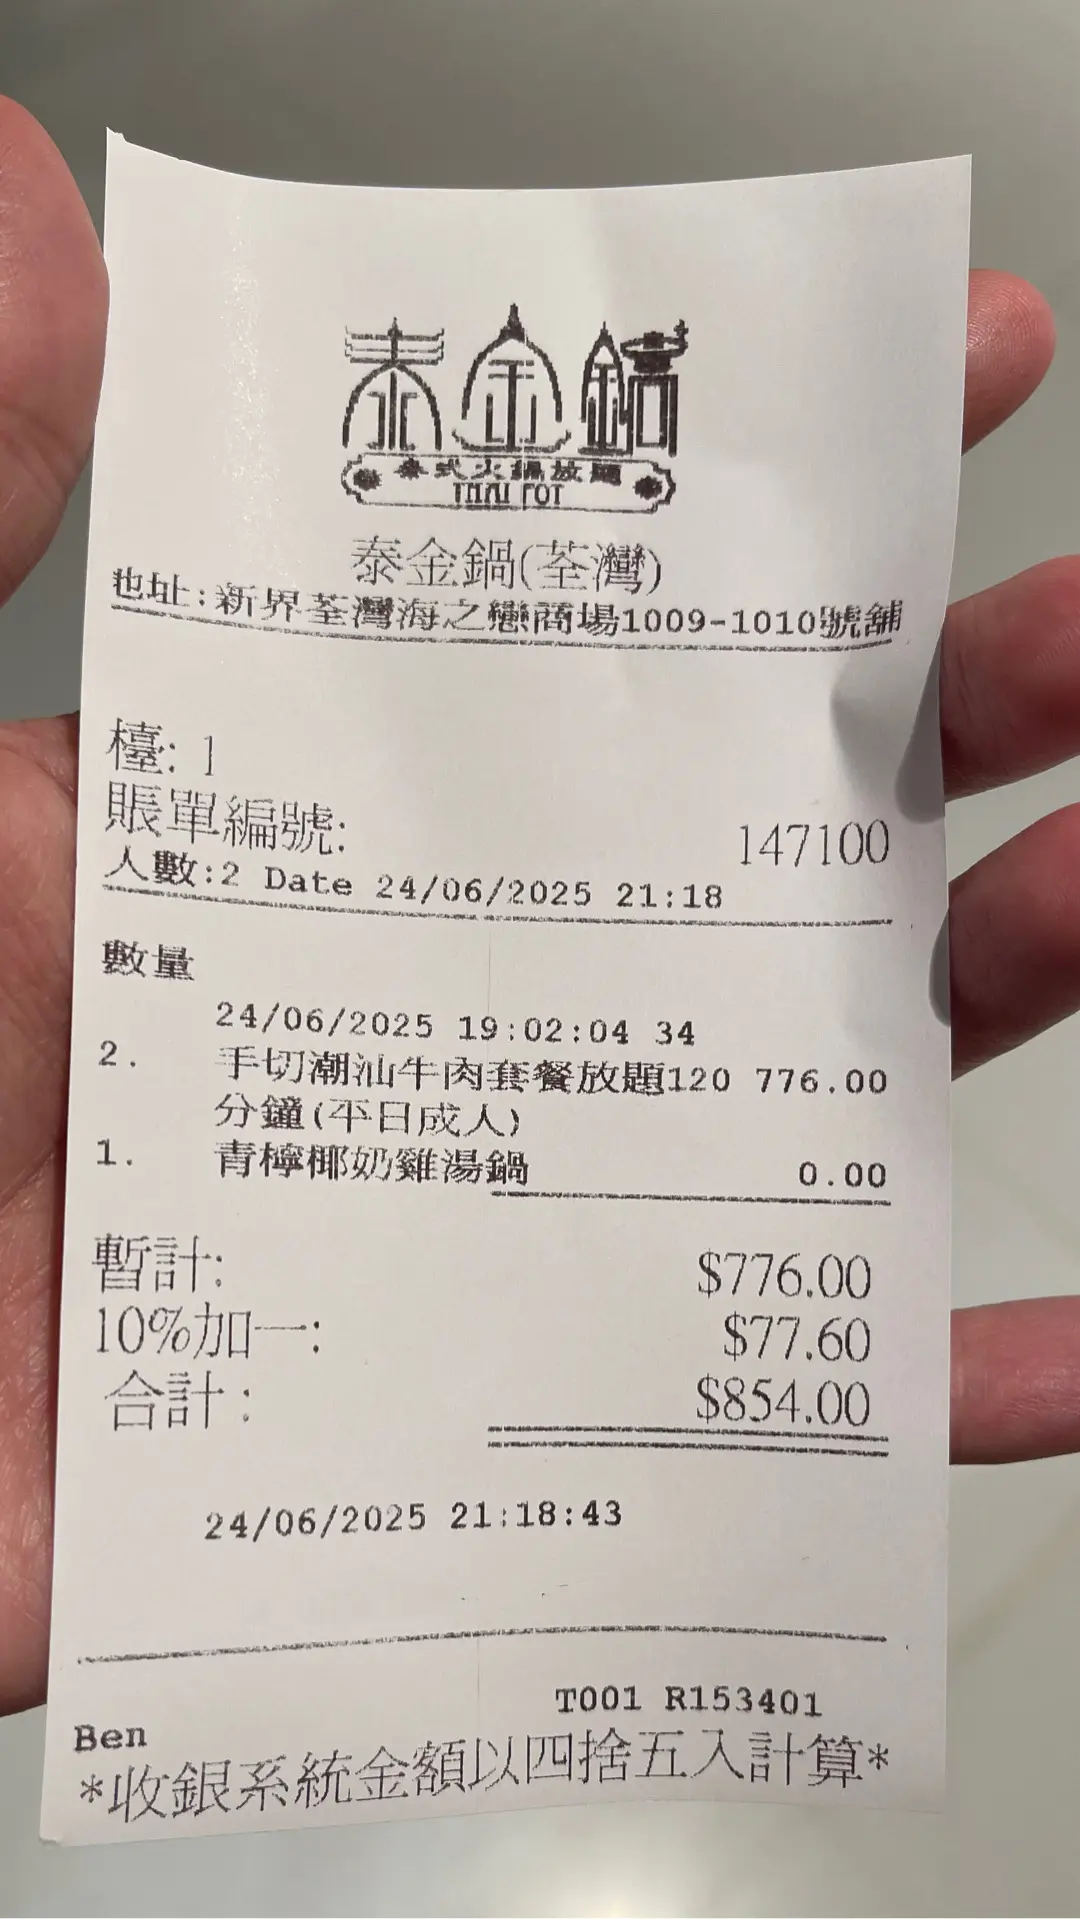 泰金鍋
泰式火鍋放題
THAI POT
泰金鍋(荃灣)
地址:新界荃灣海之戀商場1009-1010號舖
檯: 1
賬單編號: 147100
人數:2 Date 24/06/2025 21:18
數量
24/06/2025 19:02:04 34
2. 手切潮汕牛肉套餐放題120 776.00
分鐘(平日成人)
1. 青檸椰奶雞湯鍋 0.00
暫計: $776.00
10%加一: $77.60
合計: $854.00
24/06/2025 21:18:43
T001 R153401
Ben
*收銀系統金額以四捨五入計算*